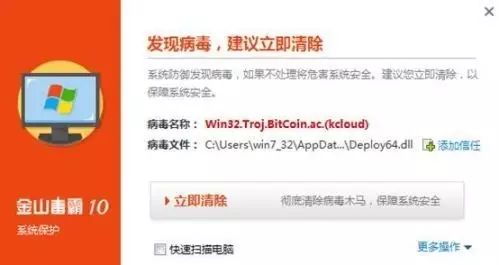 发现病毒，建议立即清除
系统防御发现病毒，如果不处理将危害系统安全。建议您立即清除，以
保障系统安全。
病毒名称： Win32.Troj.BitCoin.ac.(kcloud)
病毒文件： C:\Users\win7_32\AppDat...\Deploy64.dll 添加信任
金山毒霸 10
系统保护
立即清除 彻底清除病毒木马，保障系统安全
快速扫描电脑 更多操作